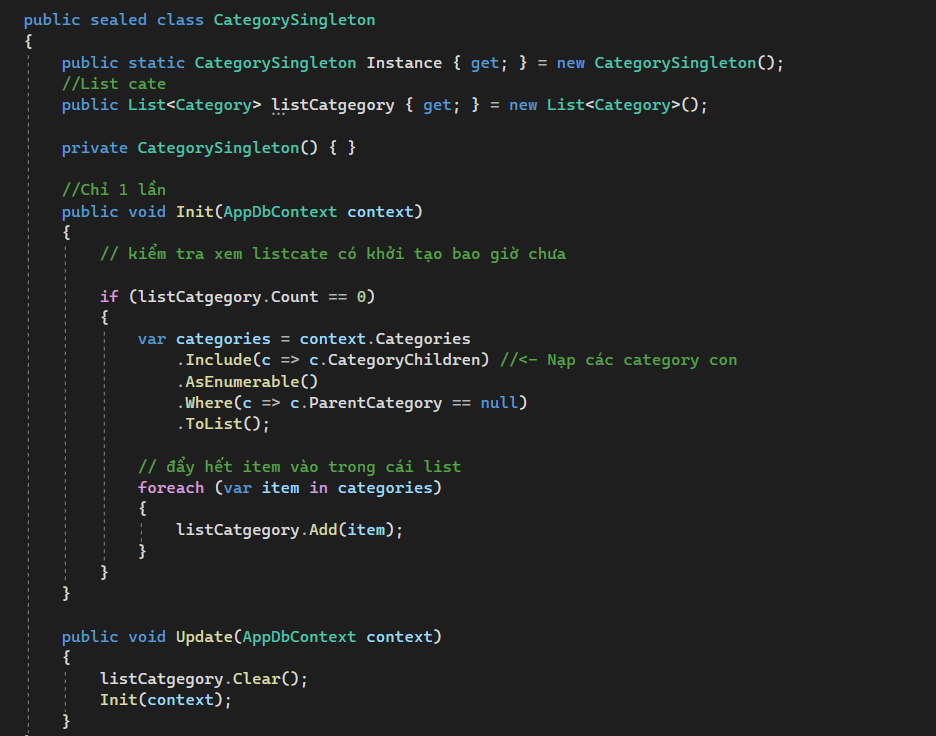 public sealed class CategorySingleton
{
public static CategorySingleton Instance { get; } = new CategorySingleton();
//List cate
public List<Category> listCatgegory { get; } = new List<Category>();
private CategorySingleton() { }
//Chỉ 1 lần
public void Init(AppDbContext context)
{
// kiểm tra xem listcate có khởi tạo bao giờ chưa
if (listCatgegory.Count == 0)
{
var categories = context.Categories
.Include(c => c.CategoryChildren) //<- Nạp các category con
.AsEnumerable()
.Where(c => c.ParentCategory == null)
.ToList();
// đẩy hết item vào trong cái list
foreach (var item in categories)
{
listCatgegory.Add(item);
}
}
}
public void Update(AppDbContext context)
{
listCatgegory.Clear();
Init(context);
}